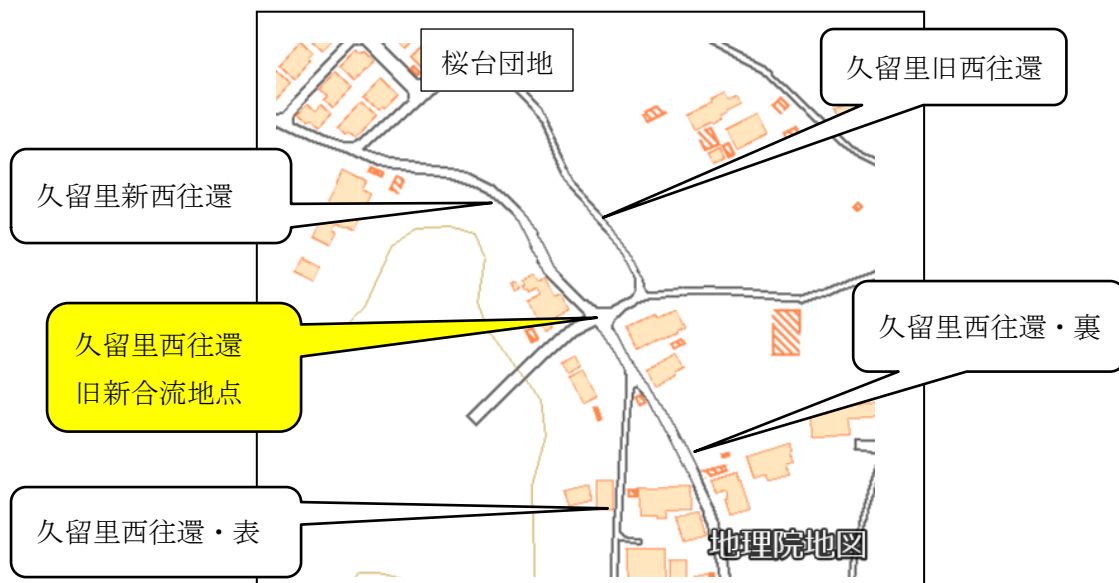 桜台団地
久留里旧西往還
久留里新西往還
久留里西往還
旧新合流地点
久留里西往還・裏
久留里西往還・表
地理院地図